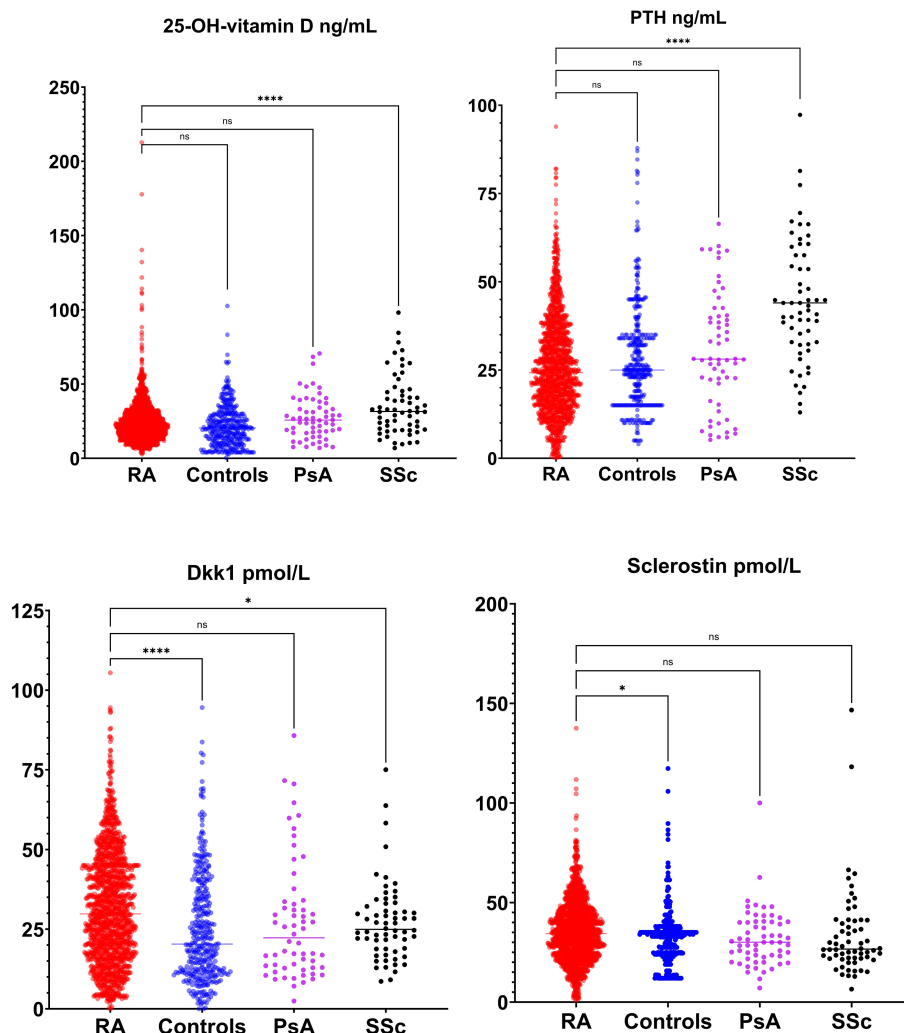 25-OH-vitamin D ng/mL
250
200
150
100
50
0
****
ns
ns
RA Controls PsA SSc
PTH ng/mL
100
75
50
25
0
****
ns
ns
RA Controls PsA SSc
Dkk1 pmol/L
125
100
75
50
25
0
*
ns
****
RA Controls PsA SSc
Sclerostin pmol/L
200
150
100
50
0
ns
ns
*
RA Controls PsA SSc